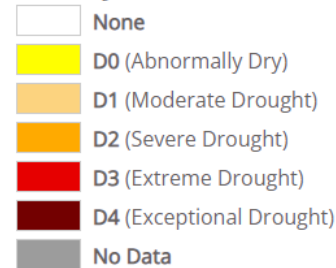 None
D0 (Abnormally Dry)
D1 (Moderate Drought)
D2 (Severe Drought)
D3 (Extreme Drought)
D4 (Exceptional Drought)
No Data